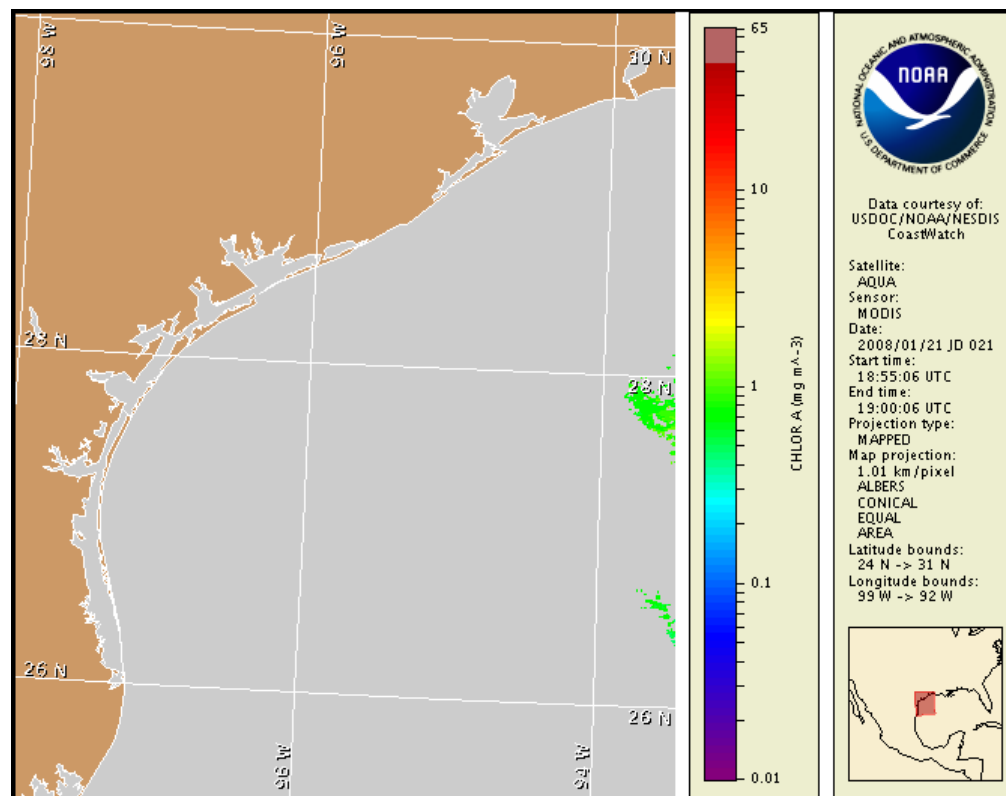 98 W
96 W
30 N
28 N
28 N
26 N
26 N
96 W
94 W
65
10
1
0.1
0.01
CHLOR A (mg m^-3)
NATIONAL OCEANIC AND ATMOSPHERIC ADMINISTRATION
NOAA
U.S. DEPARTMENT OF COMMERCE
Data courtesy of:
USDOC/NOAA/NESDIS
CoastWatch
Satellite:
AQUA
Sensor:
MODIS
Date:
2008/01/21 JD 021
Start time:
18:55:06 UTC
End time:
19:00:06 UTC
Projection type:
MAPPED
Map projection:
1.01 km/pixel
ALBERS
CONICAL
EQUAL
AREA
Latitude bounds:
24 N -> 31 N
Longitude bounds:
99 W -> 92 W